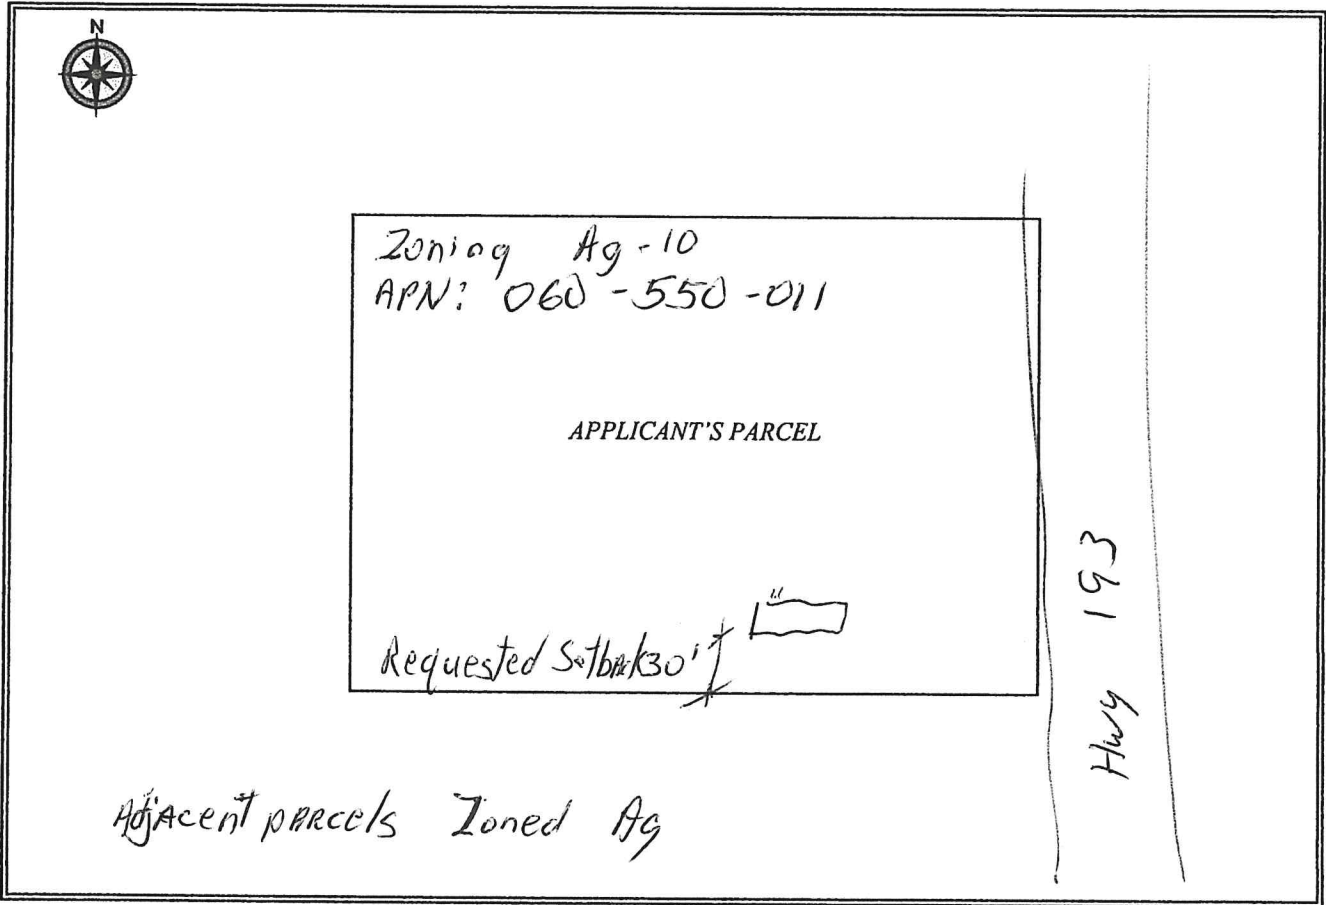 N
Zoning Ag-10
APN: 060-550-011
APPLICANT'S PARCEL
Requested Setback 30'
Hwy 193
Adjacent parcels Zoned Ag